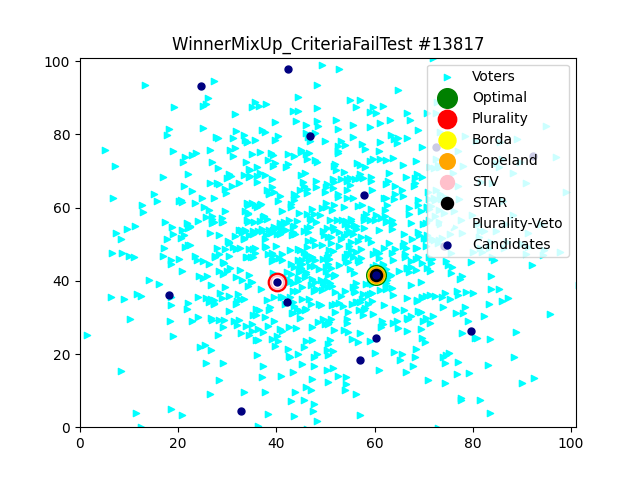 WinnerMixUp_CriteriaFailTest #13817
100
80
60
40
20
0
0
20
40
60
80
100
Voters
Optimal
Plurality
Borda
Copeland
STV
STAR
Plurality-Veto
Candidates